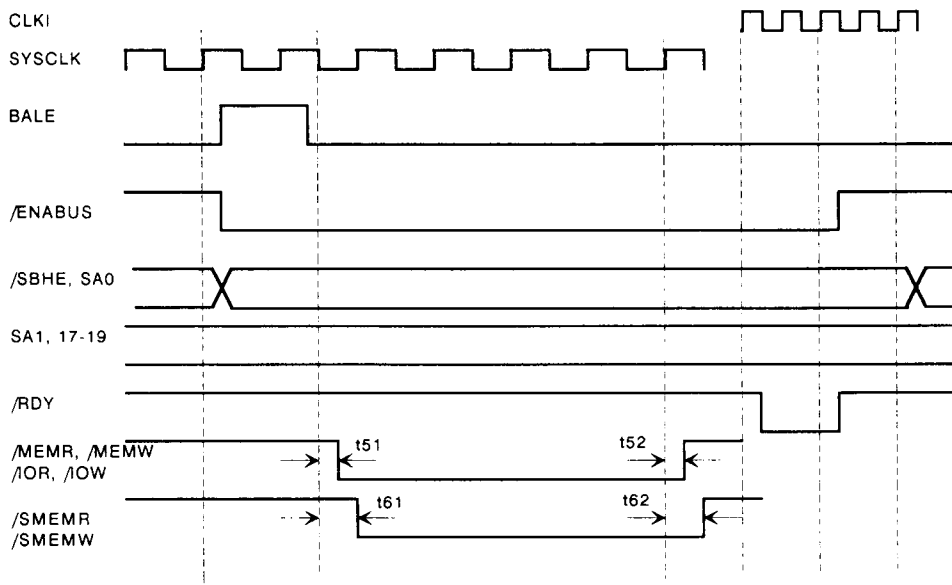 CLKI
SYSCLK
BALE
/ENABUS
/SBHE, SA0
SA1, 17-19
/RDY
/MEMR, /MEMW
/IOR, /IOW
t51
t52
/SMEMR
/SMEMW
t61
t62